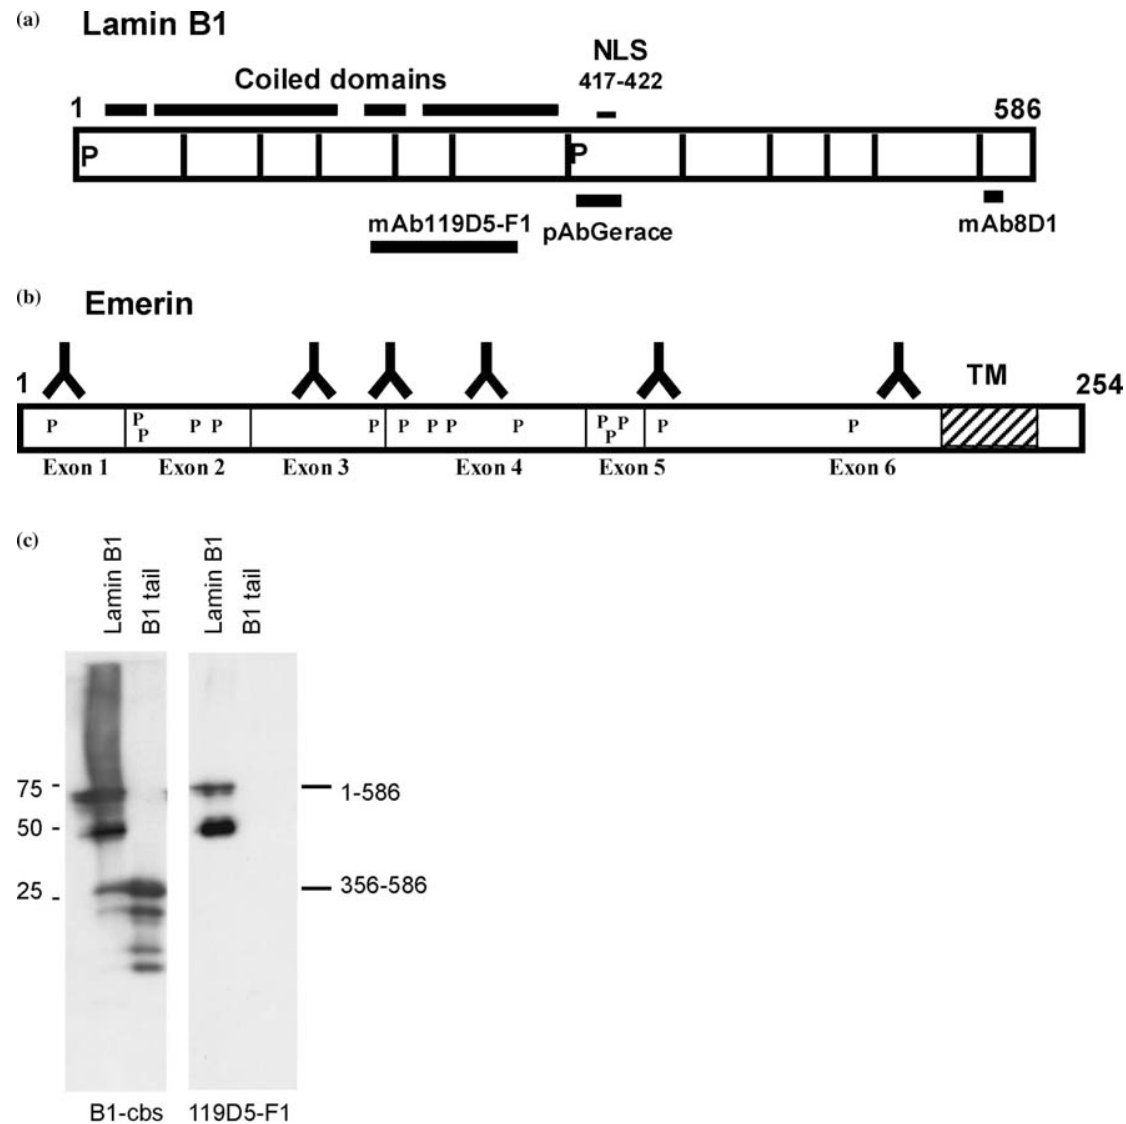 (a) Lamin B1
NLS
Coiled domains 417-422
1 586
P P
mAb119D5-F1 pAbGerace mAb8D1
(b) Emerin
1 TM 254
P P P P P P P P P P P P P P P P
Exon 1 Exon 2 Exon 3 Exon 4 Exon 5 Exon 6
(c)
Lamin B1
B1 tail
Lamin B1
B1 tail
75 - 1-586
50 -
25 - 356-586
B1-cbs 119D5-F1